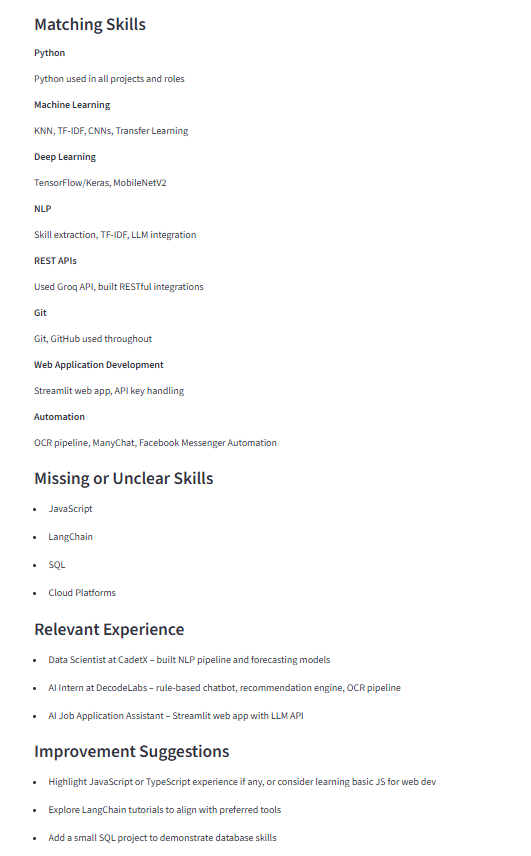 Matching Skills
Python
Python used in all projects and roles
Machine Learning
KNN, TF-IDF, CNNs, Transfer Learning
Deep Learning
TensorFlow/Keras, MobileNetV2
NLP
Skill extraction, TF-IDF, LLM integration
REST APIs
Used Groq API, built RESTful integrations
Git
Git, GitHub used throughout
Web Application Development
Streamlit web app, API key handling
Automation
OCR pipeline, ManyChat, Facebook Messenger Automation
Missing or Unclear Skills
• JavaScript
• LangChain
• SQL
• Cloud Platforms
Relevant Experience
• Data Scientist at CadetX – built NLP pipeline and forecasting models
• AI Intern at DecodeLabs – rule-based chatbot, recommendation engine, OCR pipeline
• AI Job Application Assistant – Streamlit web app with LLM API
Improvement Suggestions
• Highlight JavaScript or TypeScript experience if any, or consider learning basic JS for web dev
• Explore LangChain tutorials to align with preferred tools
• Add a small SQL project to demonstrate database skills